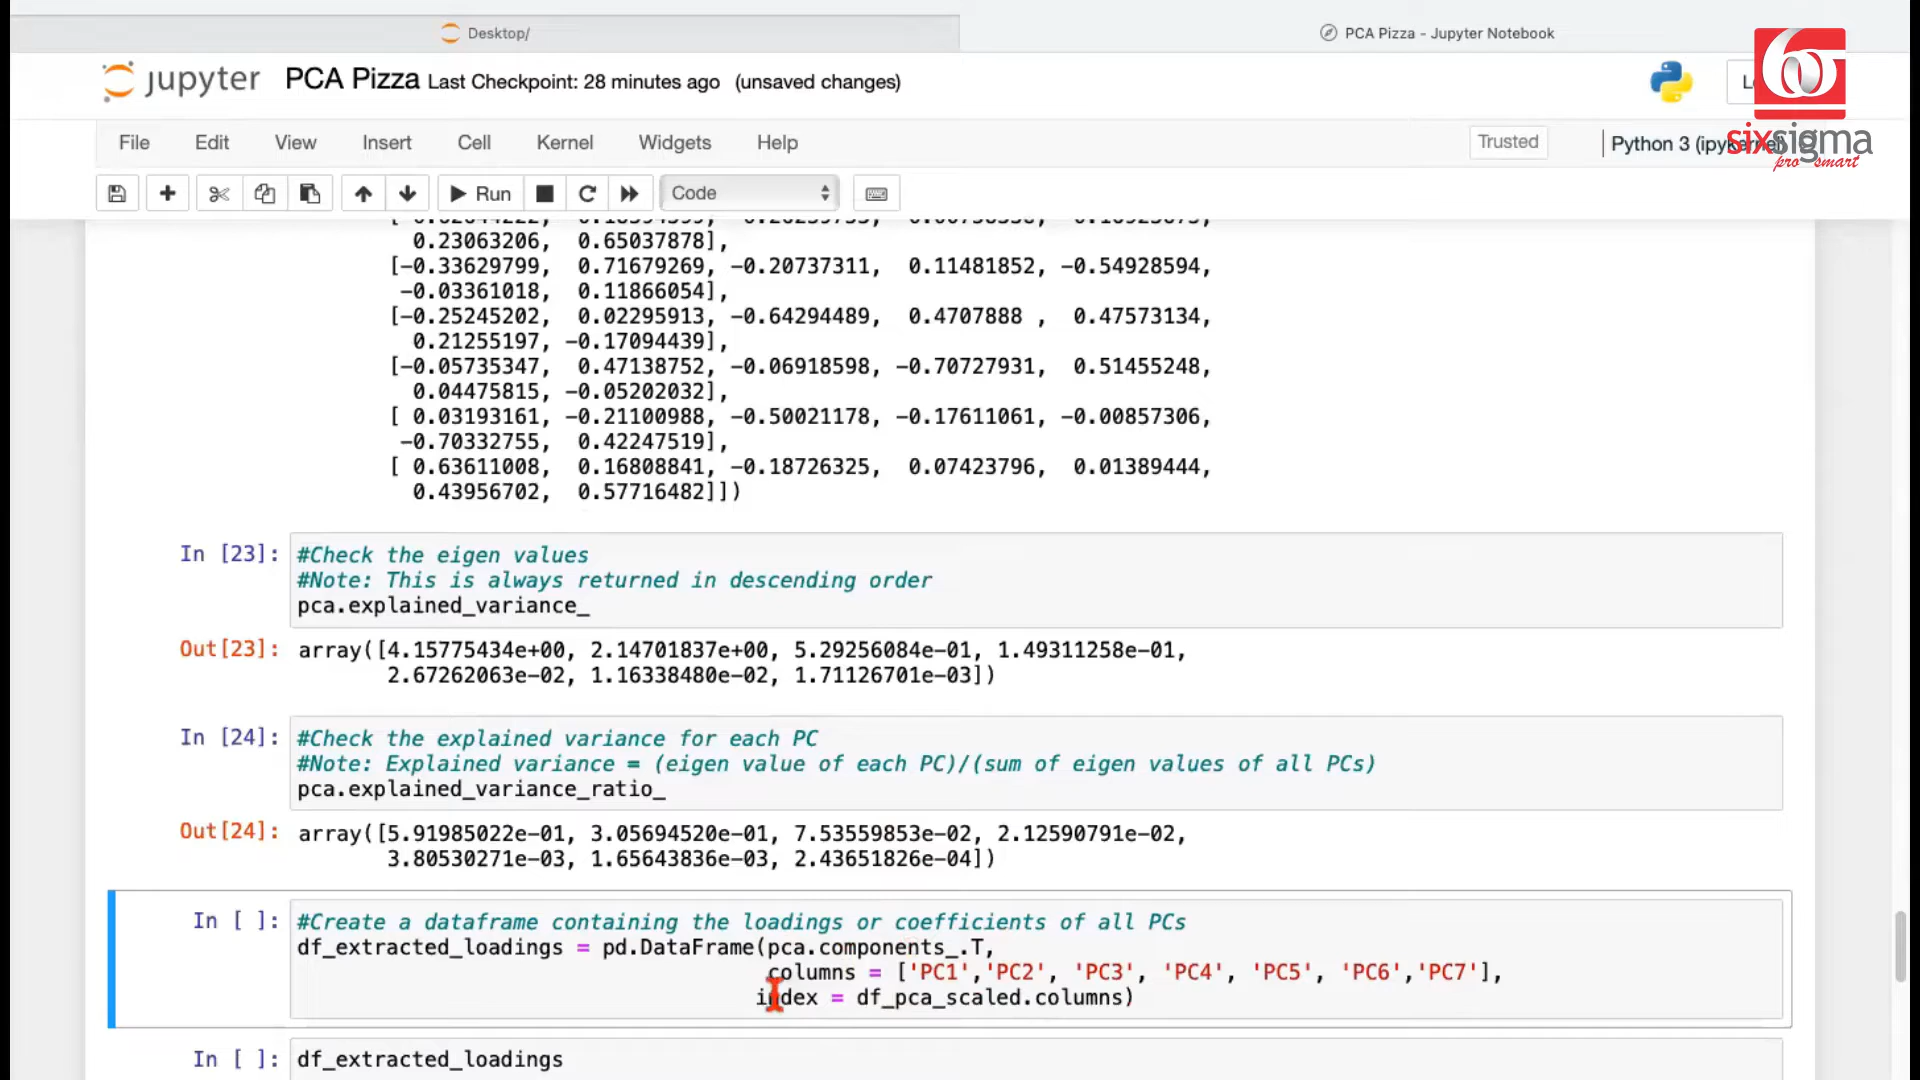 Desktop/
PCA Pizza - Jupyter Notebook
jupyter PCA Pizza Last Checkpoint: 28 minutes ago (unsaved changes)
sixsigma
pro smart
File Edit View Insert Cell Kernel Widgets Help Trusted Python 3
Run Code
0.23063206, 0.65037878],
[-0.33629799, 0.71679269, -0.20737311, 0.11481852, -0.54928594,
-0.03361018, 0.11866054],
[-0.25245202, 0.02295913, -0.64294489, 0.4707888 , 0.47573134,
0.21255197, -0.17094439],
[-0.05735347, 0.47138752, -0.06918598, -0.70727931, 0.51455248,
0.04475815, -0.05202032],
[ 0.03193161, -0.21100988, -0.50021178, -0.17611061, -0.00857306,
-0.70332755, 0.42247519],
[ 0.63611008, 0.16808841, -0.18726325, 0.07423796, 0.01389444,
0.43956702, 0.57716482]])
In [23]: #Check the eigen values
#Note: This is always returned in descending order
pca.explained_variance_
Out[23]: array([4.15775434e+00, 2.14701837e+00, 5.29256084e-01, 1.49311258e-01,
2.67262063e-02, 1.16338480e-02, 1.71126701e-03])
In [24]: #Check the explained variance for each PC
#Note: Explained variance = (eigen value of each PC)/(sum of eigen values of all PCs)
pca.explained_variance_ratio_
Out[24]: array([5.91985022e-01, 3.05694520e-01, 7.53559853e-02, 2.12590791e-02,
3.80530271e-03, 1.65643836e-03, 2.43651826e-04])
In [ ]: #Create a dataframe containing the loadings or coefficients of all PCs
df_extracted_loadings = pd.DataFrame(pca.components_.T,
columns = ['PC1','PC2', 'PC3', 'PC4', 'PC5', 'PC6','PC7'],
index = df_pca_scaled.columns)
In [ ]: df_extracted_loadings